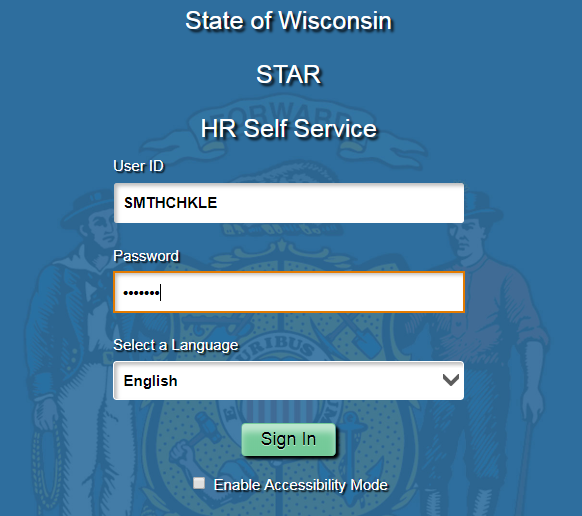 State of Wisconsin
STAR
FORWARD
HR Self Service
User ID
SMTHCHKLE
Password
•••••••
Select a Language
English
Sign In
Enable Accessibility Mode